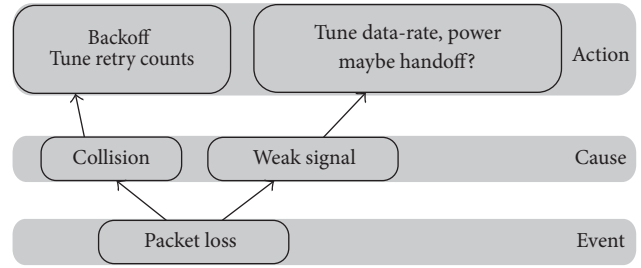 Backoff
Tune retry counts
Tune data-rate, power
maybe handoff?
Action
Collision
Weak signal
Cause
Packet loss
Event